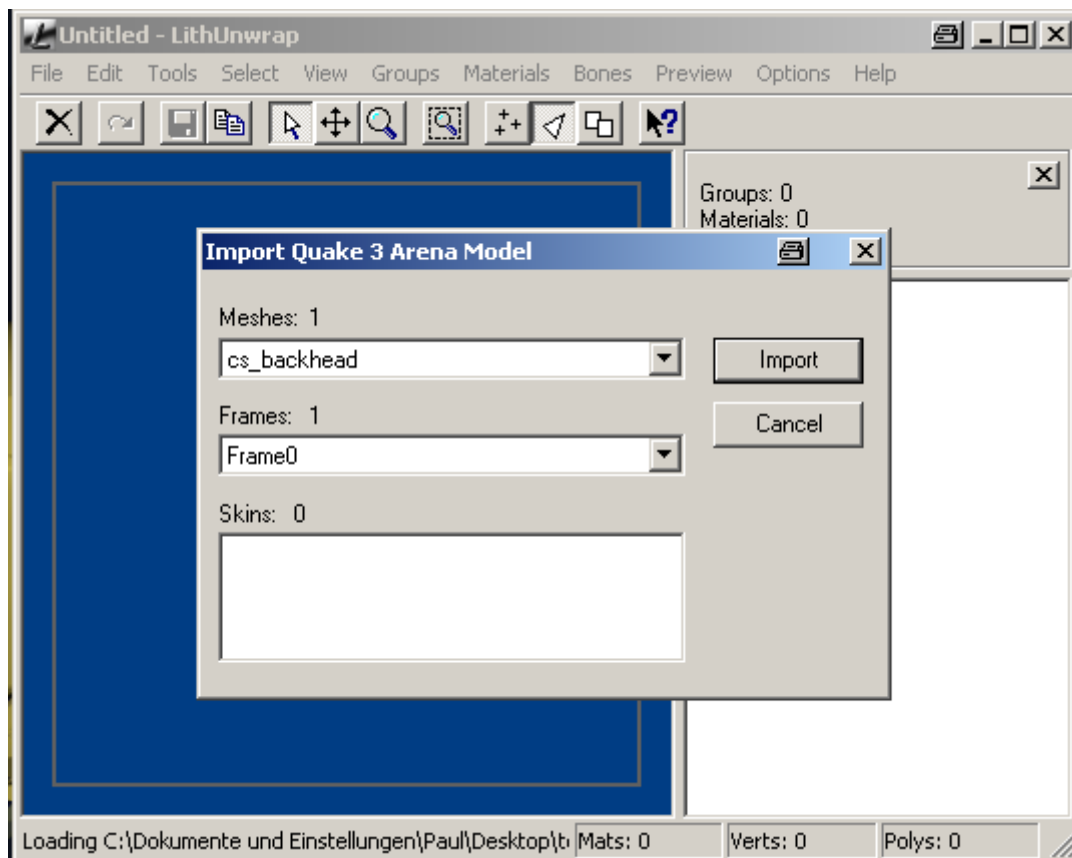 Untitled - LithUnwrap
File Edit Tools Select View Groups Materials Bones Preview Options Help
Groups: 0
Materials: 0
Import Quake 3 Arena Model
Meshes: 1
cs_backhead
Import
Frames: 1
Cancel
Frame0
Skins: 0
Loading C:\Dokumente und Einstellungen\Paul\Desktop\t Mats: 0 Verts: 0 Polys: 0